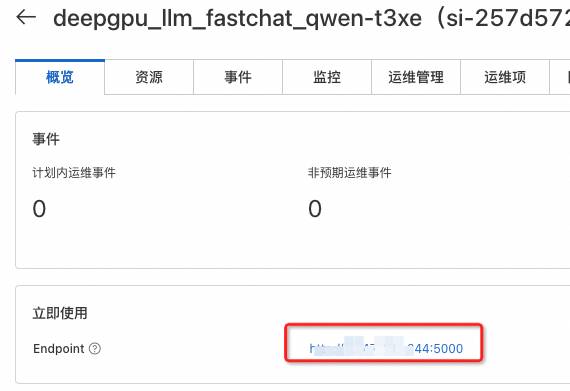 ← deepgpu_llm_fastchat_qwen-t3xe（si-257d572
概览 资源 事件 监控 运维管理 运维项
事件
计划内运维事件 非预期运维事件
0 0
立即使用
Endpoint ? 244:5000